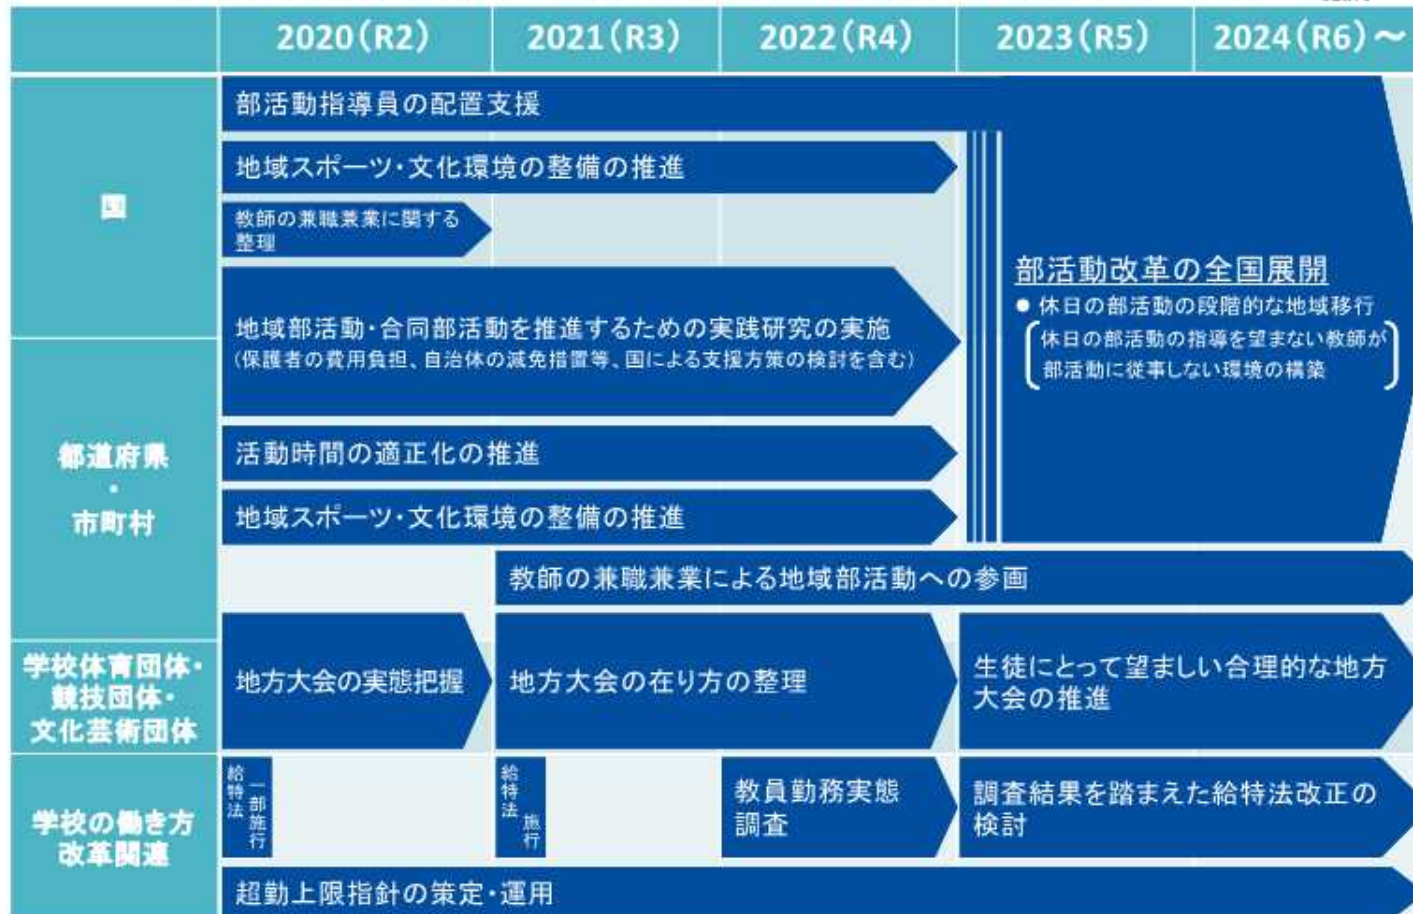 2020(R2)
2021(R3)
2022(R4)
2023(R5)
2024(R6)～
国
部活動指導員の配置支援
地域スポーツ・文化環境の整備の推進
教師の兼職兼業に関する
整理
地域部活動・合同部活動を推進するための実践研究の実施
(保護者の費用負担、自治体の減免措置等、国による支援方策の検討を含む)
部活動改革の全国展開
● 休日の部活動の段階的な地域移行
休日の部活動の指導を望まない教師が
部活動に従事しない環境の構築
都道府県
・
市町村
活動時間の適正化の推進
地域スポーツ・文化環境の整備の推進
教師の兼職兼業による地域部活動への参画
学校体育団体・
競技団体・
文化芸術団体
地方大会の実態把握
地方大会の在り方の整理
生徒にとって望ましい合理的な地方
大会の推進
学校の働き方
改革関連
給特法
一部施行
給特法
施行
教員勤務実態
調査
調査結果を踏まえた給特法改正の
検討
超勤上限指針の策定・運用